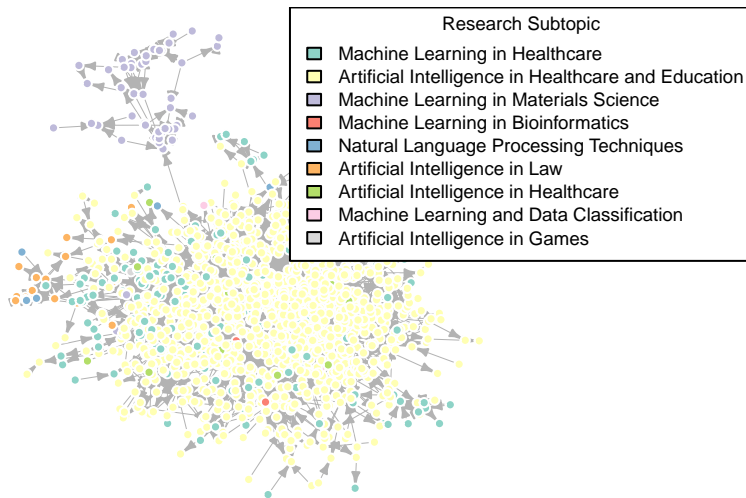 Research Subtopic
Machine Learning in Healthcare
Artificial Intelligence in Healthcare and Education
Machine Learning in Materials Science
Machine Learning in Bioinformatics
Natural Language Processing Techniques
Artificial Intelligence in Law
Artificial Intelligence in Healthcare
Machine Learning and Data Classification
Artificial Intelligence in Games